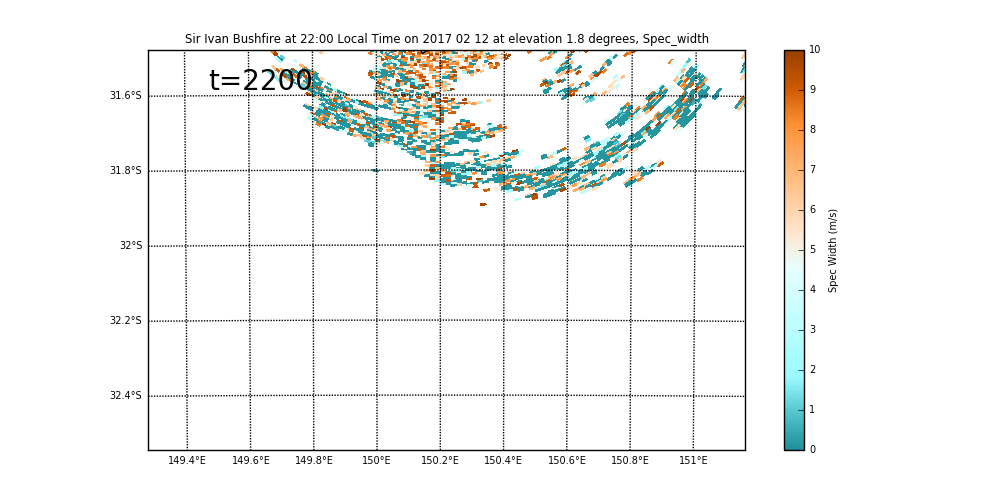 Sir Ivan Bushfire at 22:00 Local Time on 2017 02 12 at elevation 1.8 degrees, Spec_width
t=2200
31.6°S
31.8°S
32°S
32.2°S
32.4°S
149.4°E 149.6°E 149.8°E 150°E 150.2°E 150.4°E 150.6°E 150.8°E 151°E
10
9
8
7
6
5
4
3
2
1
0
Spec Width (m/s)